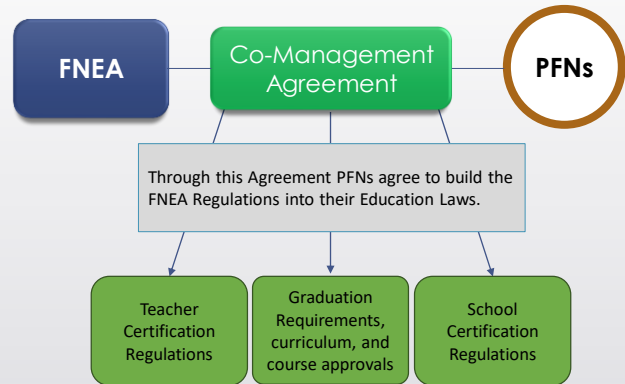 FNEA
Co-Management
Agreement
PFNs
Through this Agreement PFNs agree to build the
FNEA Regulations into their Education Laws.
Teacher
Certification
Regulations
Graduation
Requirements,
curriculum, and
course approvals
School
Certification
Regulations